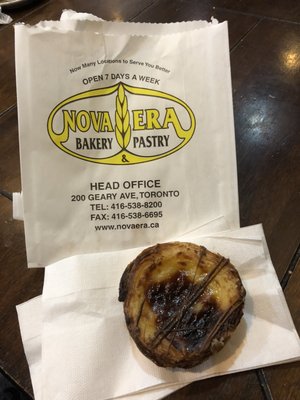 Now Many Locations to Serve You Better
OPEN 7 DAYS A WEEK
NOVA ERA
BAKERY & PASTRY
HEAD OFFICE
200 GEARY AVE, TORONTO
TEL: 416-538-8200
FAX: 416-538-6695
www.novaera.ca